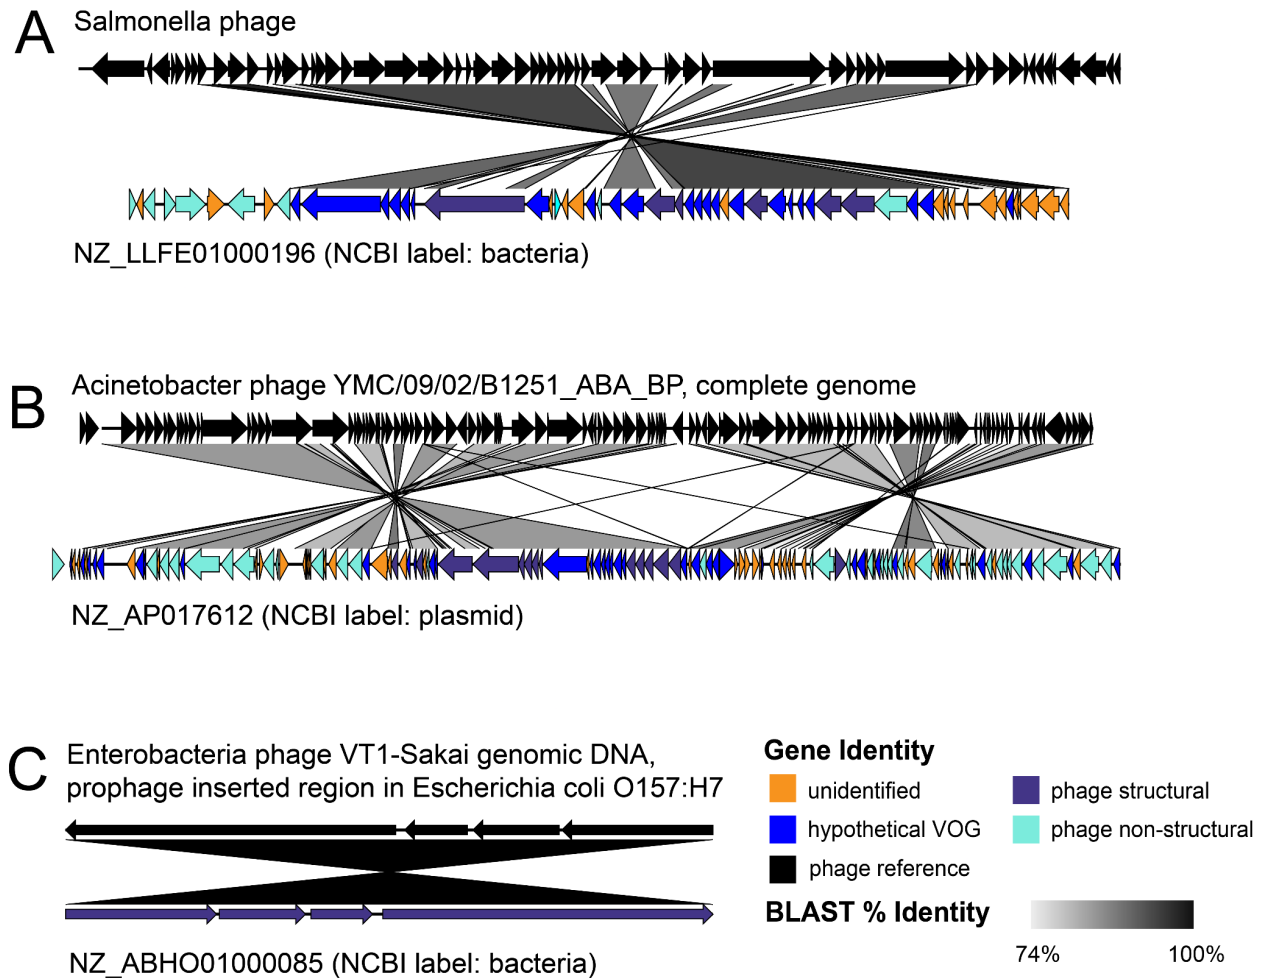 A
Salmonella phage
NZ_LLFE01000196 (NCBI label: bacteria)
B
Acinetobacter phage YMC/09/02/B1251_ABA_BP, complete genome
NZ_AP017612 (NCBI label: plasmid)
C
Enterobacteria phage VT1-Sakai genomic DNA,
prophage inserted region in Escherichia coli O157:H7
NZ_ABHO01000085 (NCBI label: bacteria)
Gene Identity
unidentified
phage structural
hypothetical VOG
phage non-structural
phage reference
BLAST % Identity
74%
100%